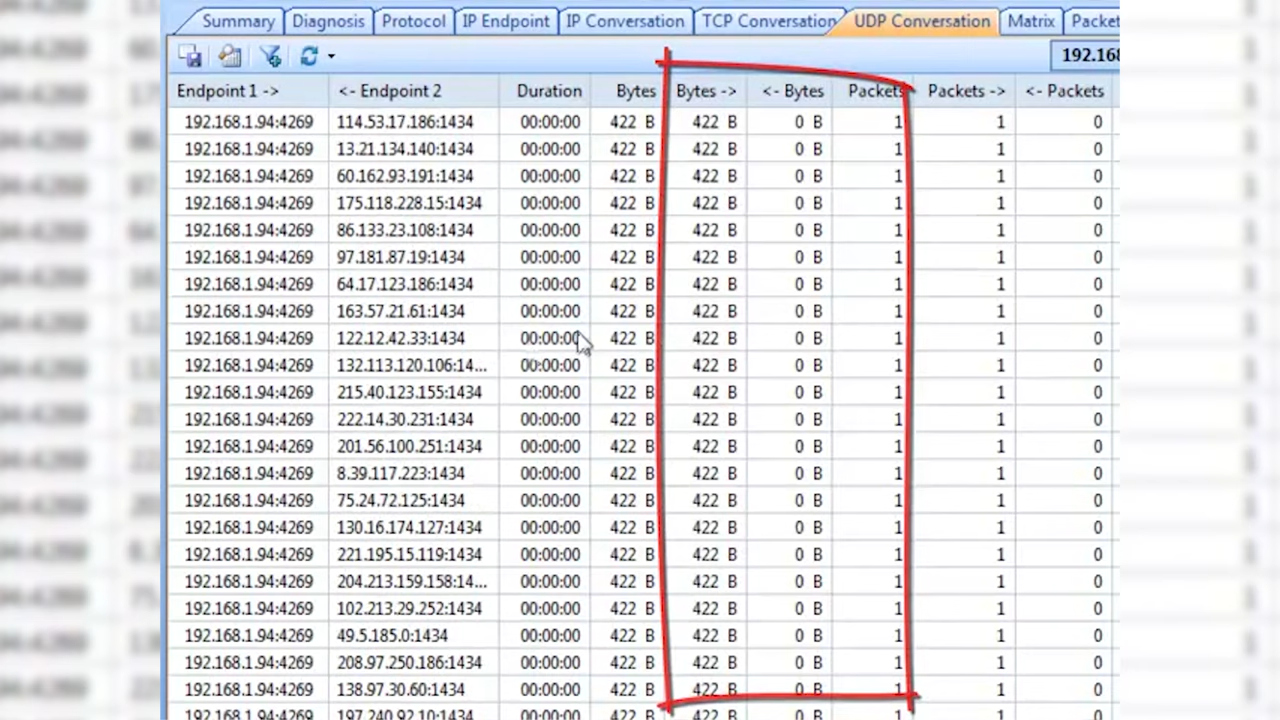 Summary Diagnosis Protocol IP Endpoint IP Conversation TCP Conversation UDP Conversation Matrix Packet
192.168
Endpoint 1 -> <- Endpoint 2 Duration Bytes Bytes -> <- Bytes Packets Packets -> <- Packets
192.168.1.94:4269 114.53.17.186:1434 00:00:00 422 B 422 B 0 B 1 1 0
192.168.1.94:4269 13.21.134.140:1434 00:00:00 422 B 422 B 0 B 1 1 0
192.168.1.94:4269 60.162.93.191:1434 00:00:00 422 B 422 B 0 B 1 1 0
192.168.1.94:4269 175.118.228.15:1434 00:00:00 422 B 422 B 0 B 1 1 0
192.168.1.94:4269 86.133.23.108:1434 00:00:00 422 B 422 B 0 B 1 1 0
192.168.1.94:4269 97.181.87.19:1434 00:00:00 422 B 422 B 0 B 1 1 0
192.168.1.94:4269 64.17.123.186:1434 00:00:00 422 B 422 B 0 B 1 1 0
192.168.1.94:4269 163.57.21.61:1434 00:00:00 422 B 422 B 0 B 1 1 0
192.168.1.94:4269 122.12.42.33:1434 00:00:00 422 B 422 B 0 B 1 1 0
192.168.1.94:4269 132.113.120.106:14... 00:00:00 422 B 422 B 0 B 1 1 0
192.168.1.94:4269 215.40.123.155:1434 00:00:00 422 B 422 B 0 B 1 1 0
192.168.1.94:4269 222.14.30.231:1434 00:00:00 422 B 422 B 0 B 1 1 0
192.168.1.94:4269 201.56.100.251:1434 00:00:00 422 B 422 B 0 B 1 1 0
192.168.1.94:4269 8.39.117.223:1434 00:00:00 422 B 422 B 0 B 1 1 0
192.168.1.94:4269 75.24.72.125:1434 00:00:00 422 B 422 B 0 B 1 1 0
192.168.1.94:4269 130.16.174.127:1434 00:00:00 422 B 422 B 0 B 1 1 0
192.168.1.94:4269 221.195.15.119:1434 00:00:00 422 B 422 B 0 B 1 1 0
192.168.1.94:4269 204.213.159.158:14... 00:00:00 422 B 422 B 0 B 1 1 0
192.168.1.94:4269 102.213.29.252:1434 00:00:00 422 B 422 B 0 B 1 1 0
192.168.1.94:4269 49.5.185.0:1434 00:00:00 422 B 422 B 0 B 1 1 0
192.168.1.94:4269 208.97.250.186:1434 00:00:00 422 B 422 B 0 B 1 1 0
192.168.1.94:4269 138.97.30.60:1434 00:00:00 422 B 422 B 0 B 1 1 0
192.168.1.94:4269 197.240.92.10:1434 00:00:00 422 B 422 B 0 B 1 1 0